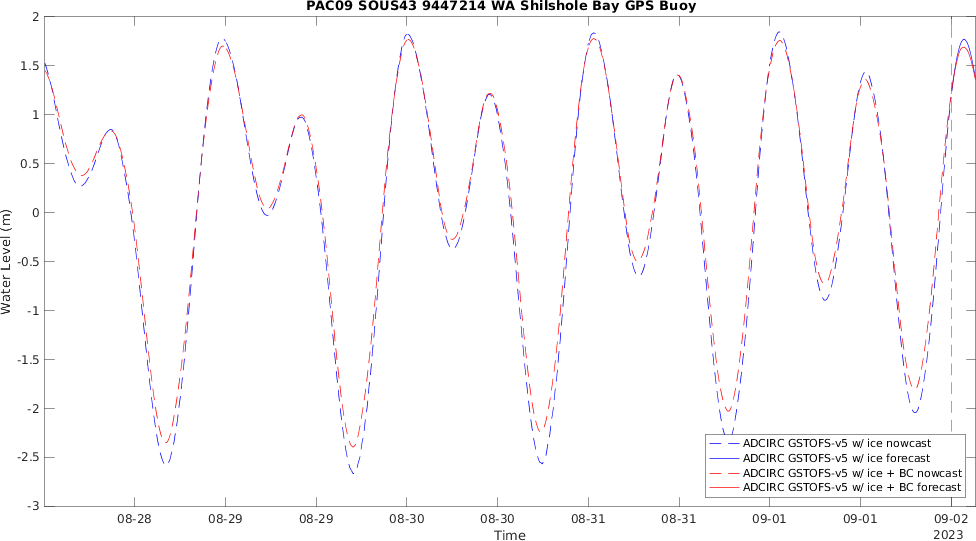 PAC09 SOUS43 9447214 WA Shilshole Bay GPS Buoy
2
1.5
1
0.5
0
-0.5
-1
-1.5
-2
-2.5
-3
Water Level (m)
ADCIRC GSTOFS-v5 w/ ice nowcast
ADCIRC GSTOFS-v5 w/ ice forecast
ADCIRC GSTOFS-v5 w/ ice + BC nowcast
ADCIRC GSTOFS-v5 w/ ice + BC forecast
08-28 08-29 08-29 08-30 08-30 08-31 08-31 09-01 09-01 09-02
2023
Time